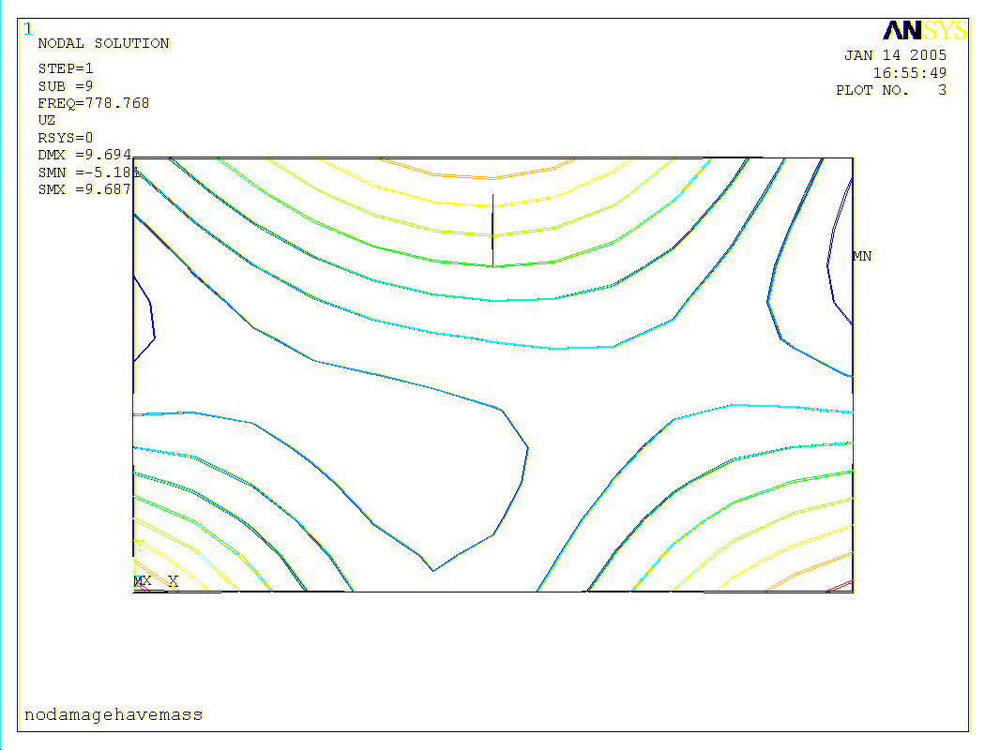 1
ANSYS
NODAL SOLUTION
JAN 14 2005
16:55:49
PLOT NO. 3
STEP=1
SUB =9
FREQ=778.768
UZ
RSYS=0
DMX =9.694
SMN =-5.18
SMX =9.687
MN
Y
MX X
nodamagehavemass